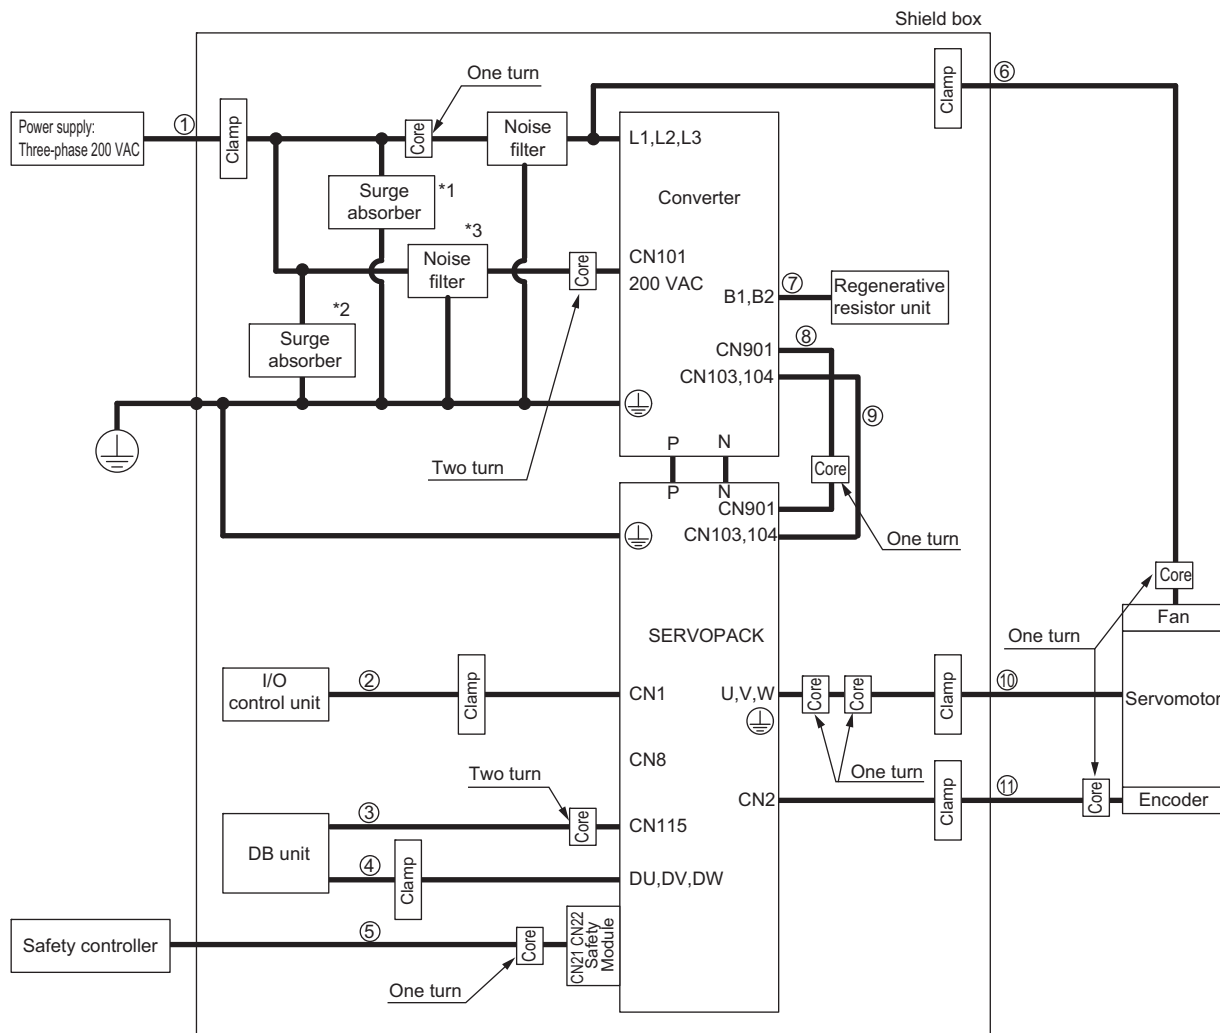 Shield box
One turn
Clamp
⑥
Power supply:
Three-phase 200 VAC
①
Clamp
Core
Noise
filter
L1,L2,L3
Surge
absorber
*1
Converter
*3
Noise
filter
Core
CN101
200 VAC
B1,B2
⑦
Regenerative
resistor unit
*2
Surge
absorber
CN901
⑧
CN103,104
⑨
Two turn
P
N
Core
P
N
CN901
CN103,104
One turn
Core
Fan
SERVOPACK
One turn
I/O
control unit
②
Clamp
CN1
U,V,W
Core
Core
Clamp
⑩
Servomotor
CN8
One turn
Two turn
CN2
Clamp
⑪
Core
Encoder
DB unit
③
Core
CN115
④
Clamp
DU,DV,DW
Safety controller
⑤
Core
CN21 CN22
Safety
Module
One turn